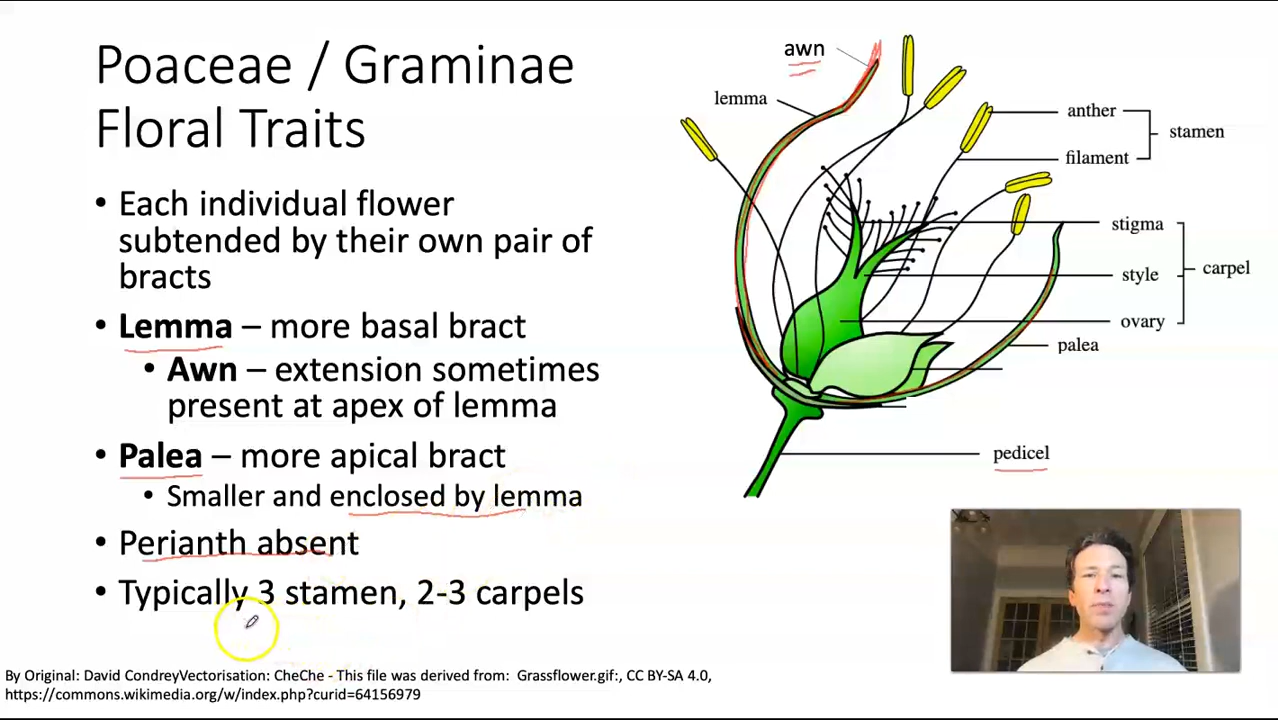 Poaceae / Graminae
Floral Traits
• Each individual flower
subtended by their own pair of
bracts
• Lemma – more basal bract
• Awn – extension sometimes
present at apex of lemma
• Palea – more apical bract
• Smaller and enclosed by lemma
• Perianth absent
• Typically 3 stamen, 2-3 carpels
awn
lemma
anther
stamen
filament
stigma
carpel
style
ovary
palea
pedicel
By Original: David CondreyVectorisation: CheChe - This file was derived from:  Grassflower.gif:, CC BY-SA 4.0,
https://commons.wikimedia.org/w/index.php?curid=64156979